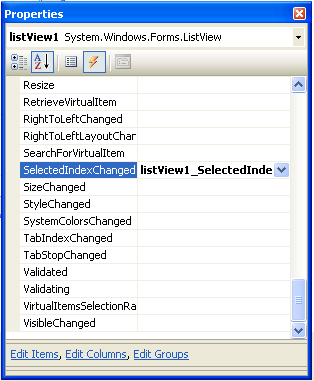 Properties
listView1 System.Windows.Forms.ListView
Resize
RetrieveVirtualItem
RightToLeftChanged
RightToLeftLayoutChar
SearchForVirtualItem
SelectedIndexChanged listView1_SelectedInde
SizeChanged
StyleChanged
SystemColorsChanged
TabIndexChanged
TabStopChanged
Validated
Validating
VirtualItemsSelectionRa
VisibleChanged
Edit Items, Edit Columns, Edit Groups